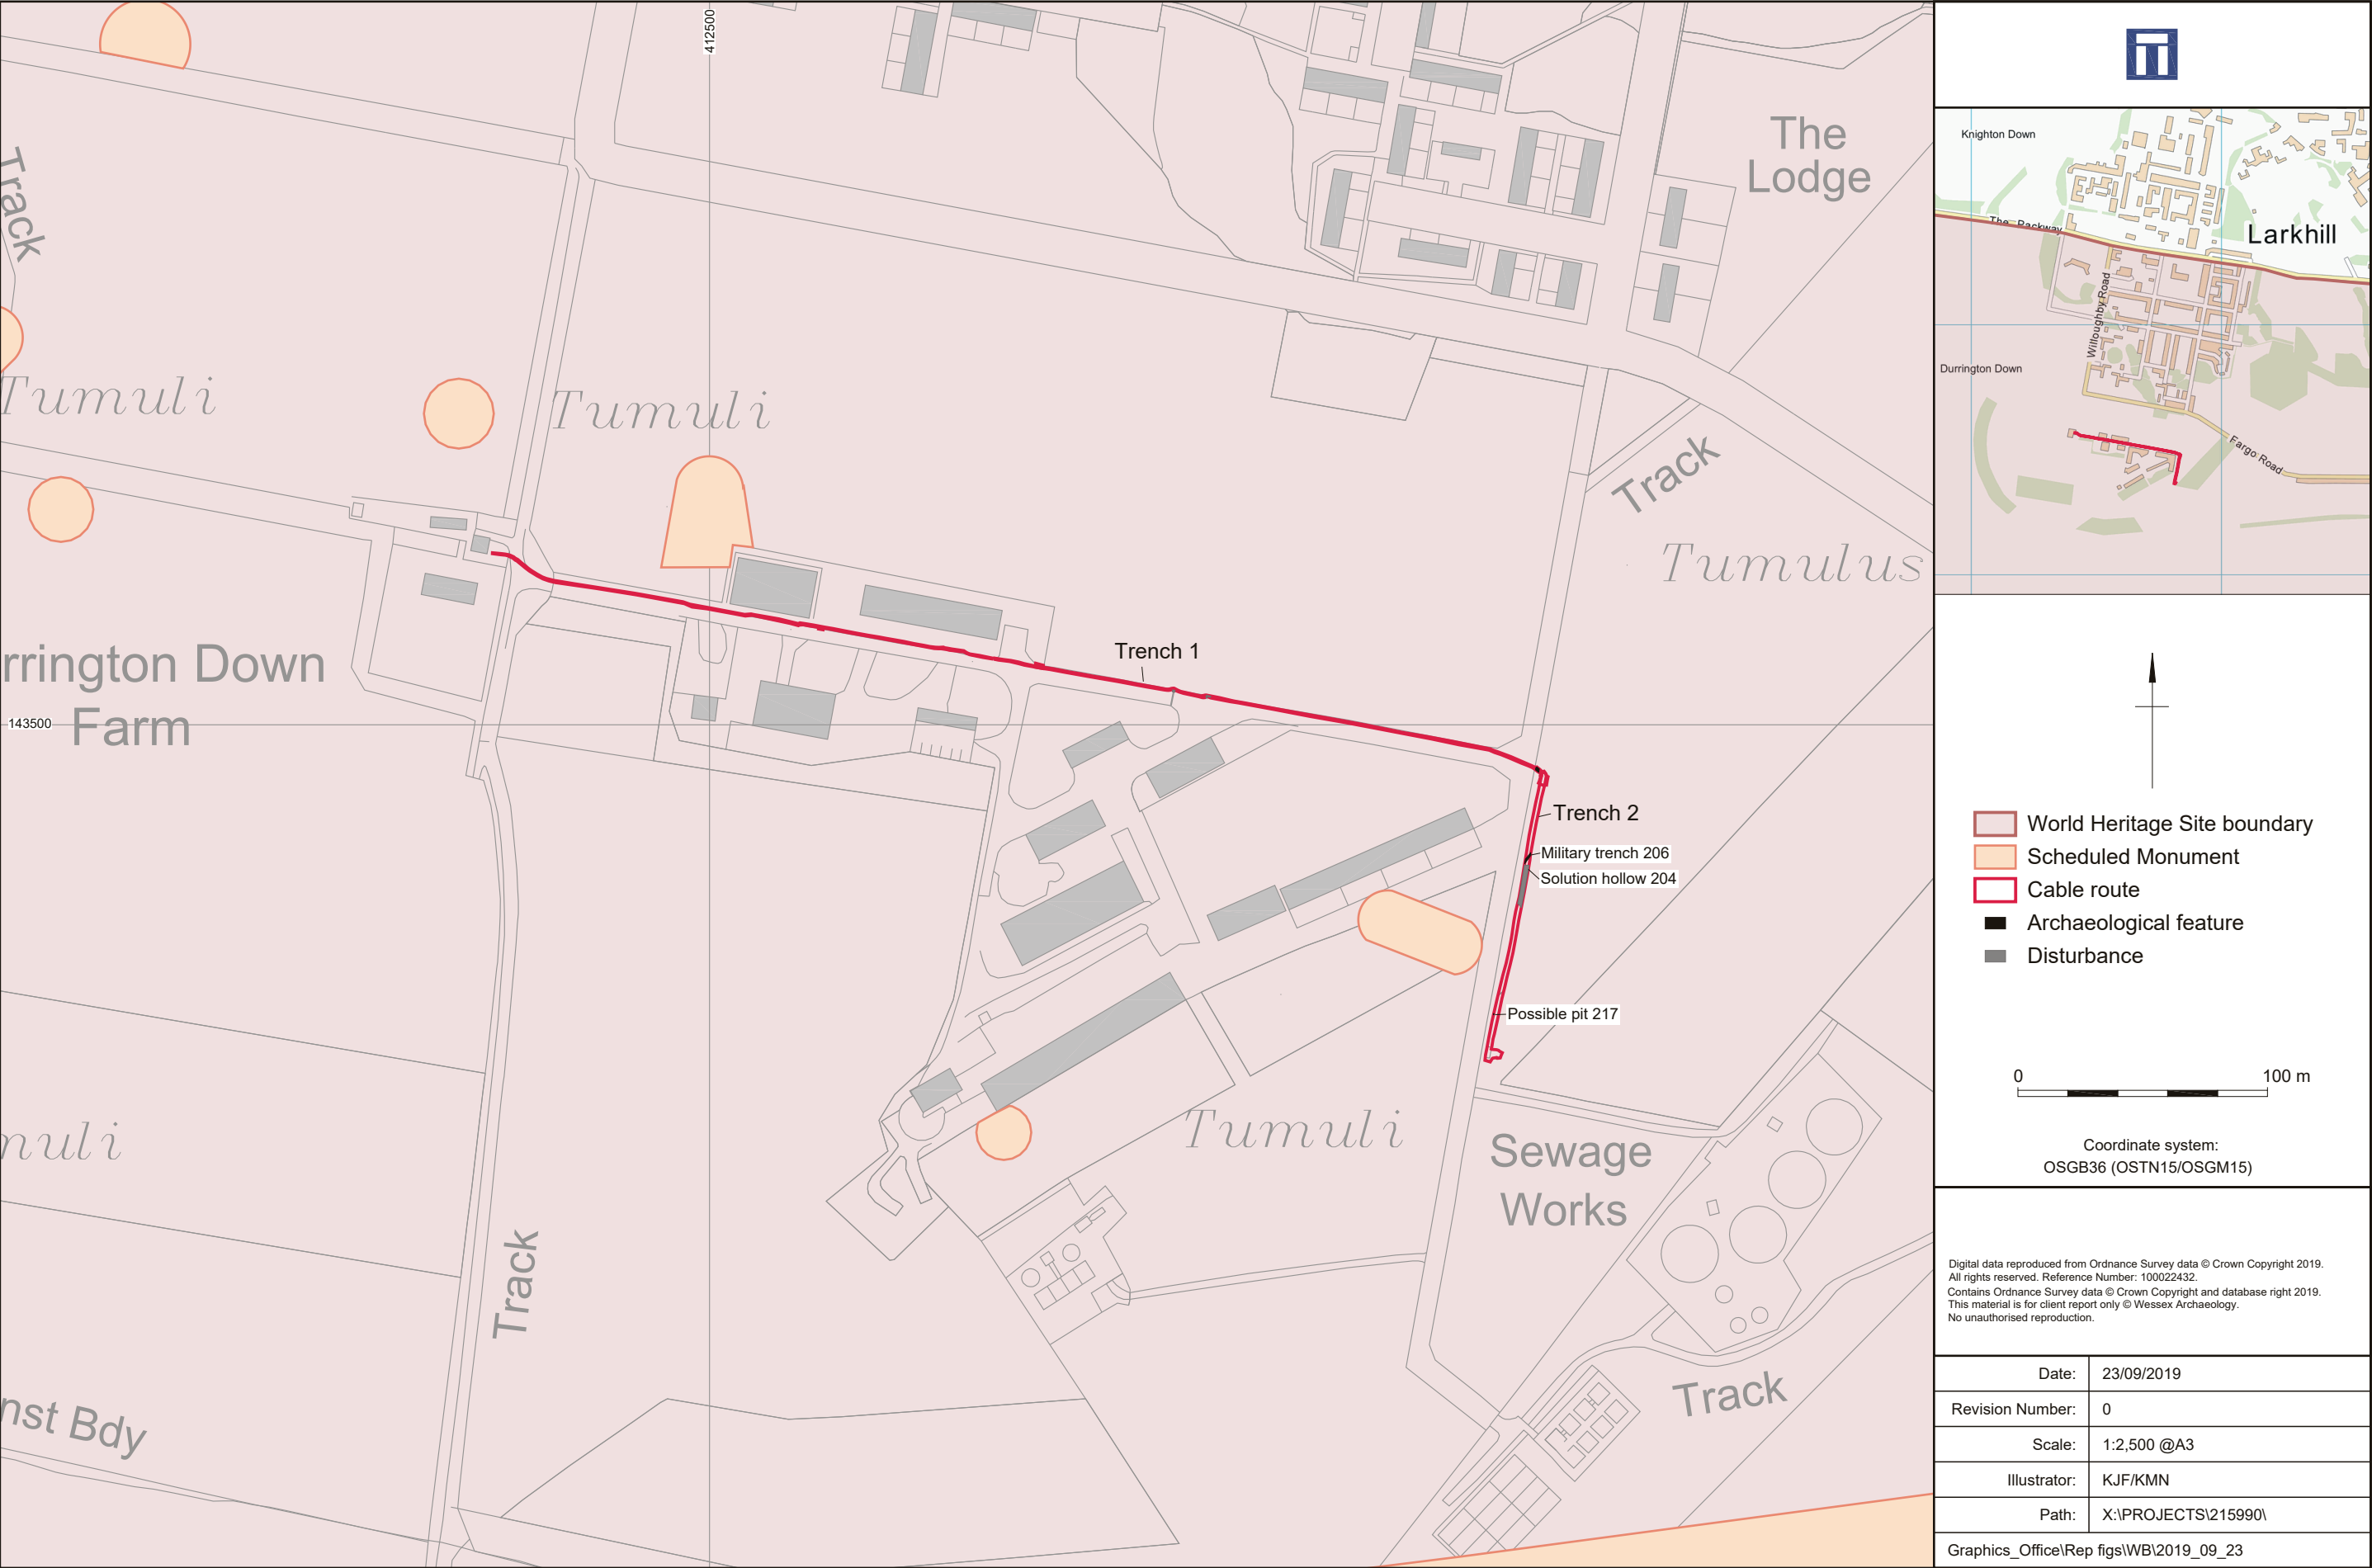 412500
The
Lodge
Track
Tumuli
Tumuli
Track
Tumulus
rrington Down
Farm
143500
Trench 1
Trench 2
Military trench 206
Solution hollow 204
Possible pit 217
Tumuli
nuli
Sewage
Works
Track
Track
nst Bdy
Knighton Down
The Packway
Larkhill
Willoughby Road
Durrington Down
Fargo Road
World Heritage Site boundary
Scheduled Monument
Cable route
Archaeological feature
Disturbance
0 100 m
Coordinate system:
OSGB36 (OSTN15/OSGM15)
Digital data reproduced from Ordnance Survey data © Crown Copyright 2019.
All rights reserved. Reference Number: 100022432.
Contains Ordnance Survey data © Crown Copyright and database right 2019.
This material is for client report only © Wessex Archaeology.
No unauthorised reproduction.
Date: 23/09/2019
Revision Number: 0
Scale: 1:2,500 @A3
Illustrator: KJF/KMN
Path: X:\PROJECTS\215990\
Graphics_Office\Rep figs\WB\2019_09_23